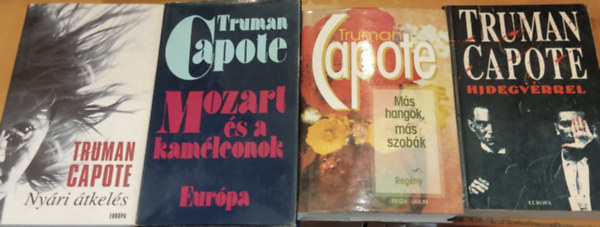 TRUMAN
CAPOTE
Nyári átkelés
EURÓPA
Truman
Capote
Mozart
és a
kaméleonok
Európa
Truman
Capote
Más
hangok,
más
szobák
Regény
TRUMAN
CAPOTE
HIDEGVÉRREL
EURÓPA